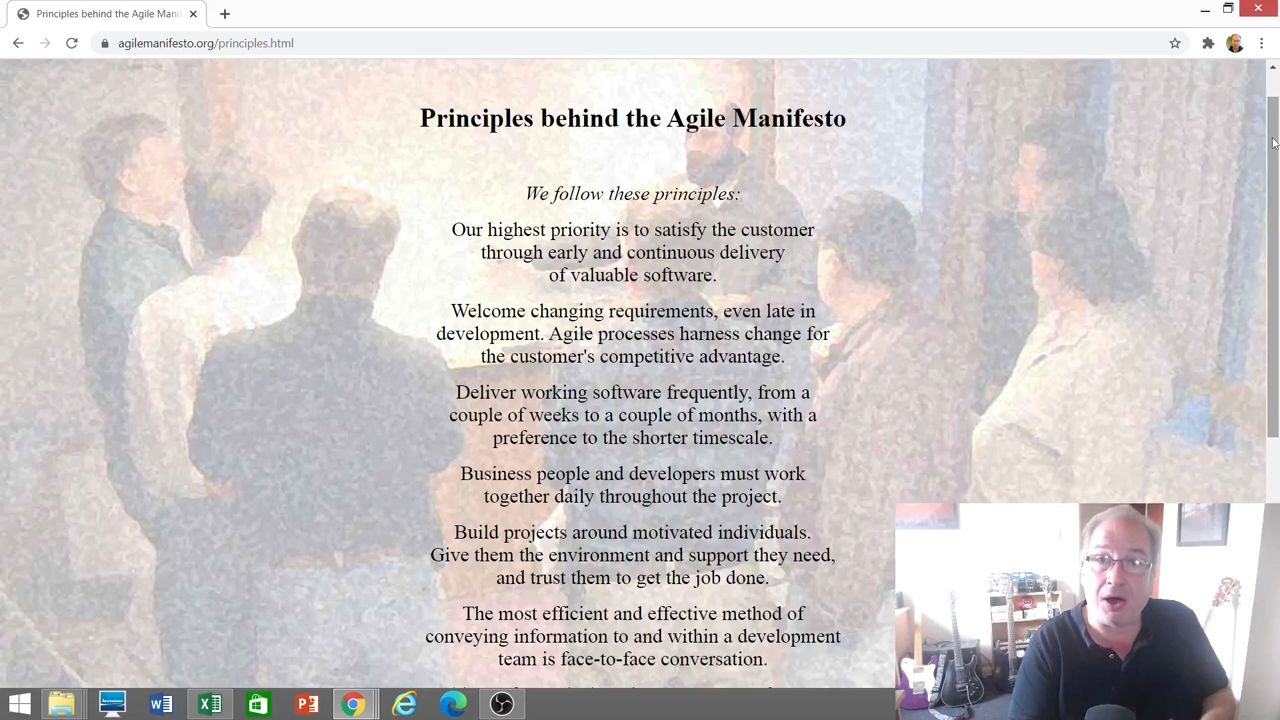 Principles behind the Agile Mani
agilemanifesto.org/principles.html
Principles behind the Agile Manifesto
We follow these principles:
Our highest priority is to satisfy the customer
through early and continuous delivery
of valuable software.
Welcome changing requirements, even late in
development. Agile processes harness change for
the customer's competitive advantage.
Deliver working software frequently, from a
couple of weeks to a couple of months, with a
preference to the shorter timescale.
Business people and developers must work
together daily throughout the project.
Build projects around motivated individuals.
Give them the environment and support they need,
and trust them to get the job done.
The most efficient and effective method of
conveying information to and within a development
team is face-to-face conversation.